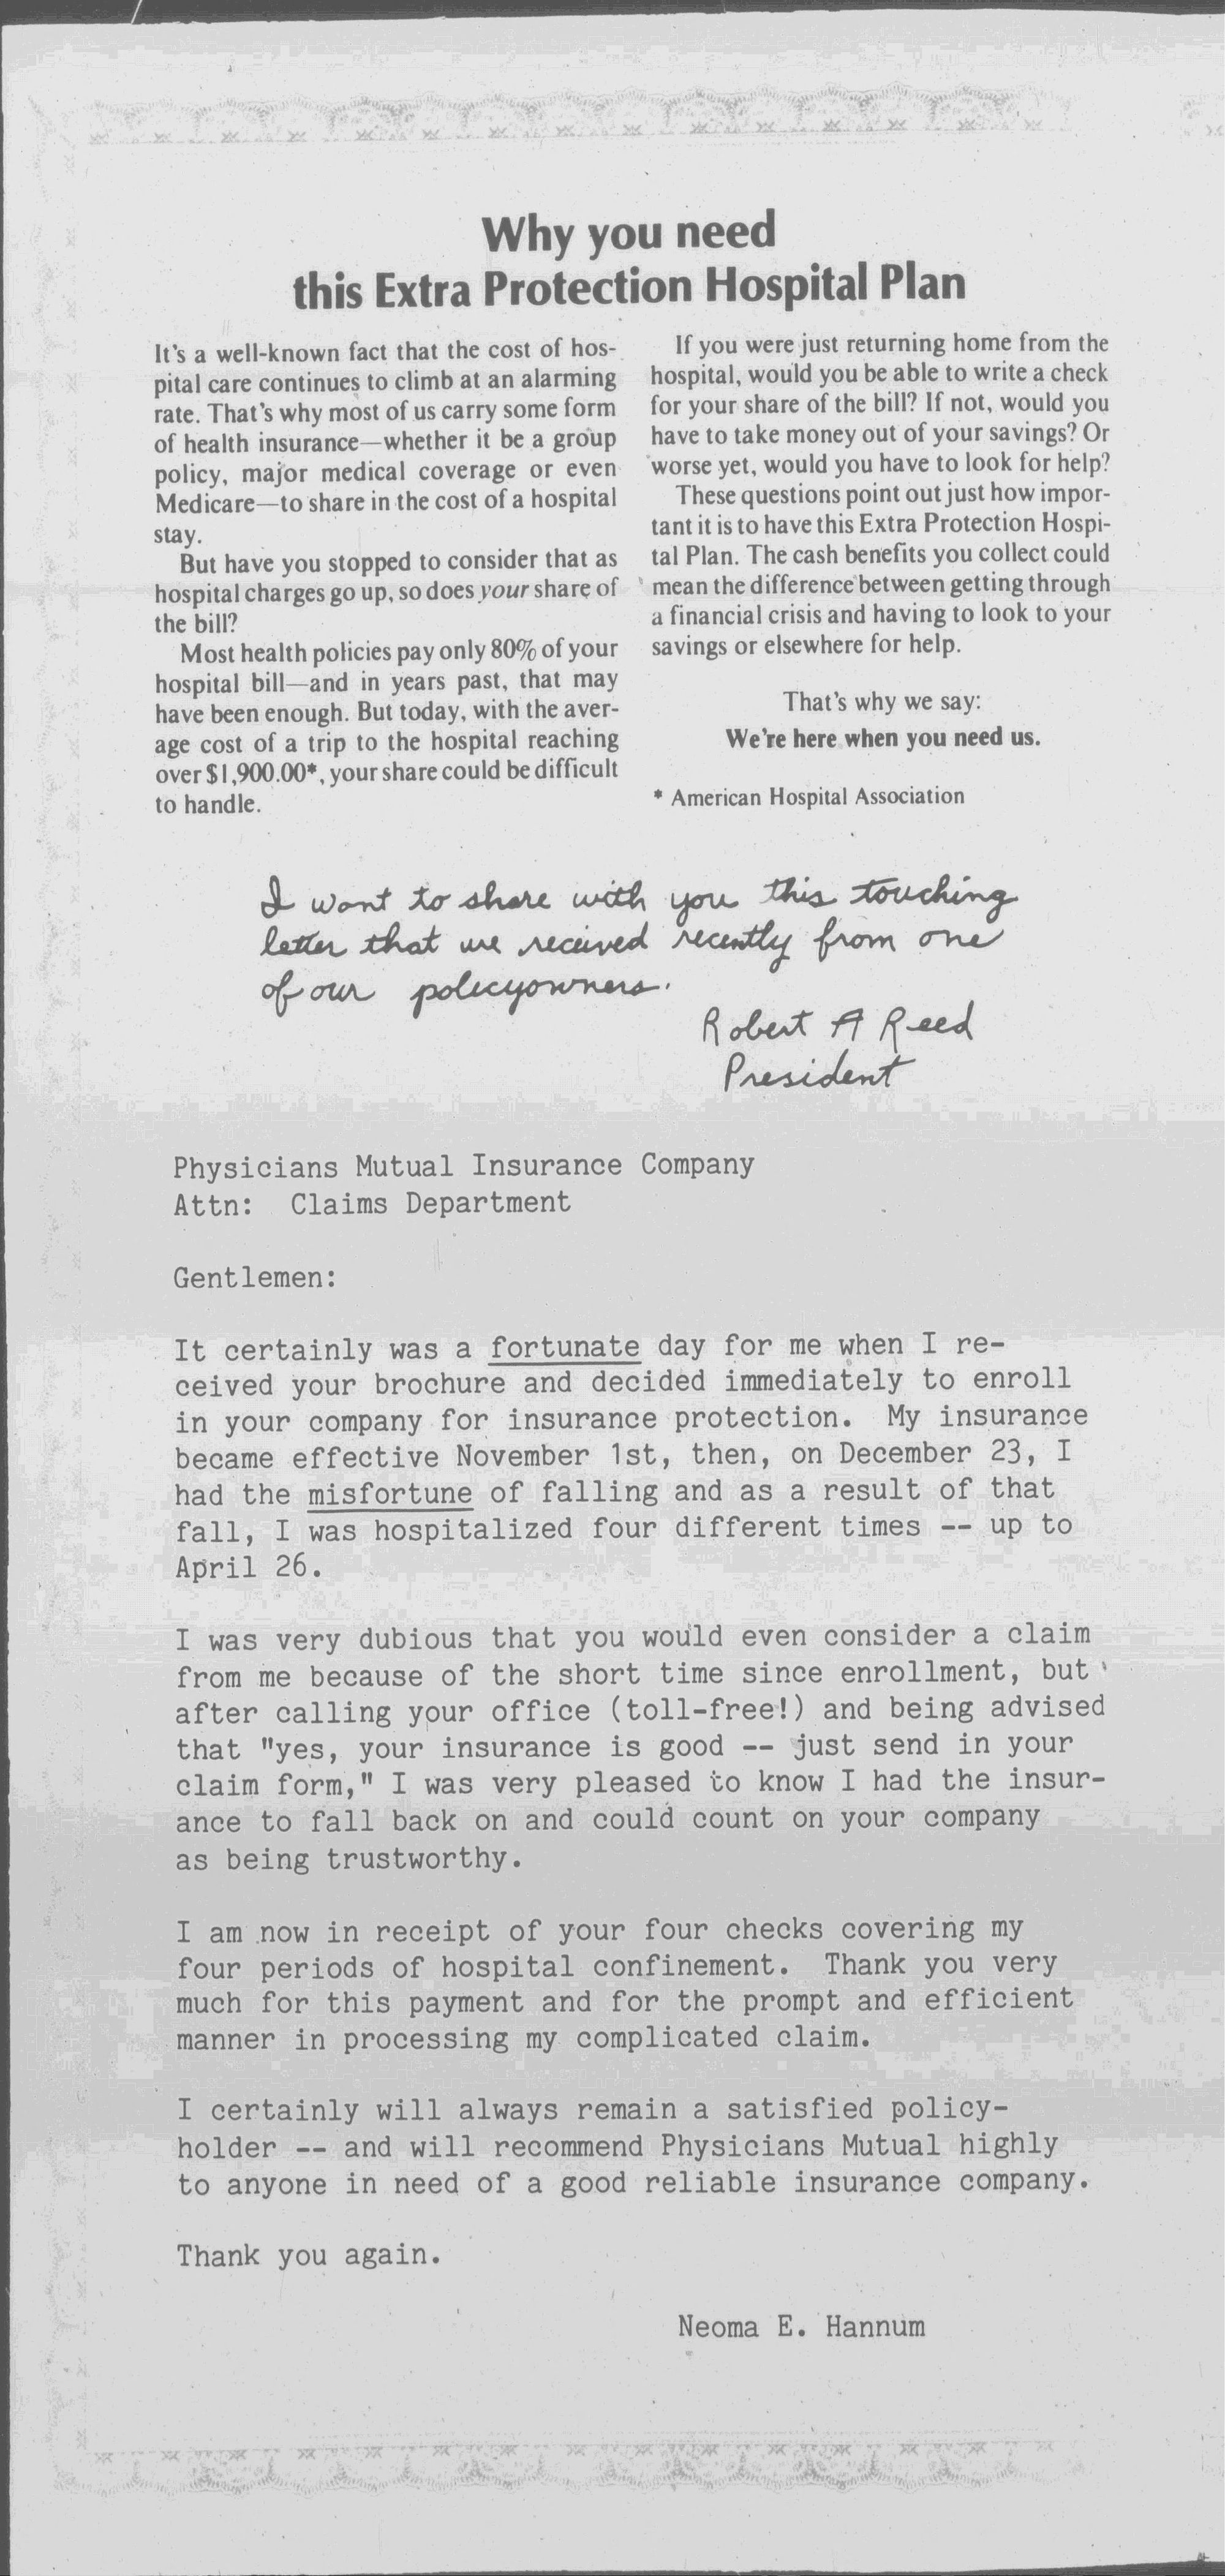 Why you need
this Extra Protection Hospital Plan
It's a well-known fact that the cost of hos-
pital care continues to climb at an alarming
rate. That's why most of us carry some form
of health insurance—whether it be a group
policy, major medical coverage or even
Medicare—to share in the cost of a hospital
stay.
But have you stopped to consider that as
hospital charges go up, so does your share of
the bill?
Most health policies pay only 80% of your
hospital bill—and in years past, that may
have been enough. But today, with the aver-
age cost of a trip to the hospital reaching
over $1,900.00*, your share could be difficult
to handle.
If you were just returning home from the
hospital, would you be able to write a check
for your share of the bill? If not, would you
have to take money out of your savings? Or
worse yet, would you have to look for help?
These questions point out just how impor-
tant it is to have this Extra Protection Hospi-
tal Plan. The cash benefits you collect could
mean the difference between getting through
a financial crisis and having to look to your
savings or elsewhere for help.
That's why we say:
We're here when you need us.
* American Hospital Association
I want to share with you this touching
letter that we received recently from one
of our policyowners.
Robert A Reed
President
Physicians Mutual Insurance Company
Attn: Claims Department
Gentlemen:
It certainly was a fortunate day for me when I re-
ceived your brochure and decided immediately to enroll
in your company for insurance protection. My insurance
became effective November 1st, then, on December 23, I
had the misfortune of falling and as a result of that
fall, I was hospitalized four different times -- up to
April 26.
I was very dubious that you would even consider a claim
from me because of the short time since enrollment, but
after calling your office (toll-free!) and being advised
that "yes, your insurance is good -- just send in your
claim form," I was very pleased to know I had the insur-
ance to fall back on and could count on your company
as being trustworthy.
I am now in receipt of your four checks covering my
four periods of hospital confinement. Thank you very
much for this payment and for the prompt and efficient
manner in processing my complicated claim.
I certainly will always remain a satisfied policy-
holder -- and will recommend Physicians Mutual highly
to anyone in need of a good reliable insurance company.
Thank you again.
Neoma E. Hannum